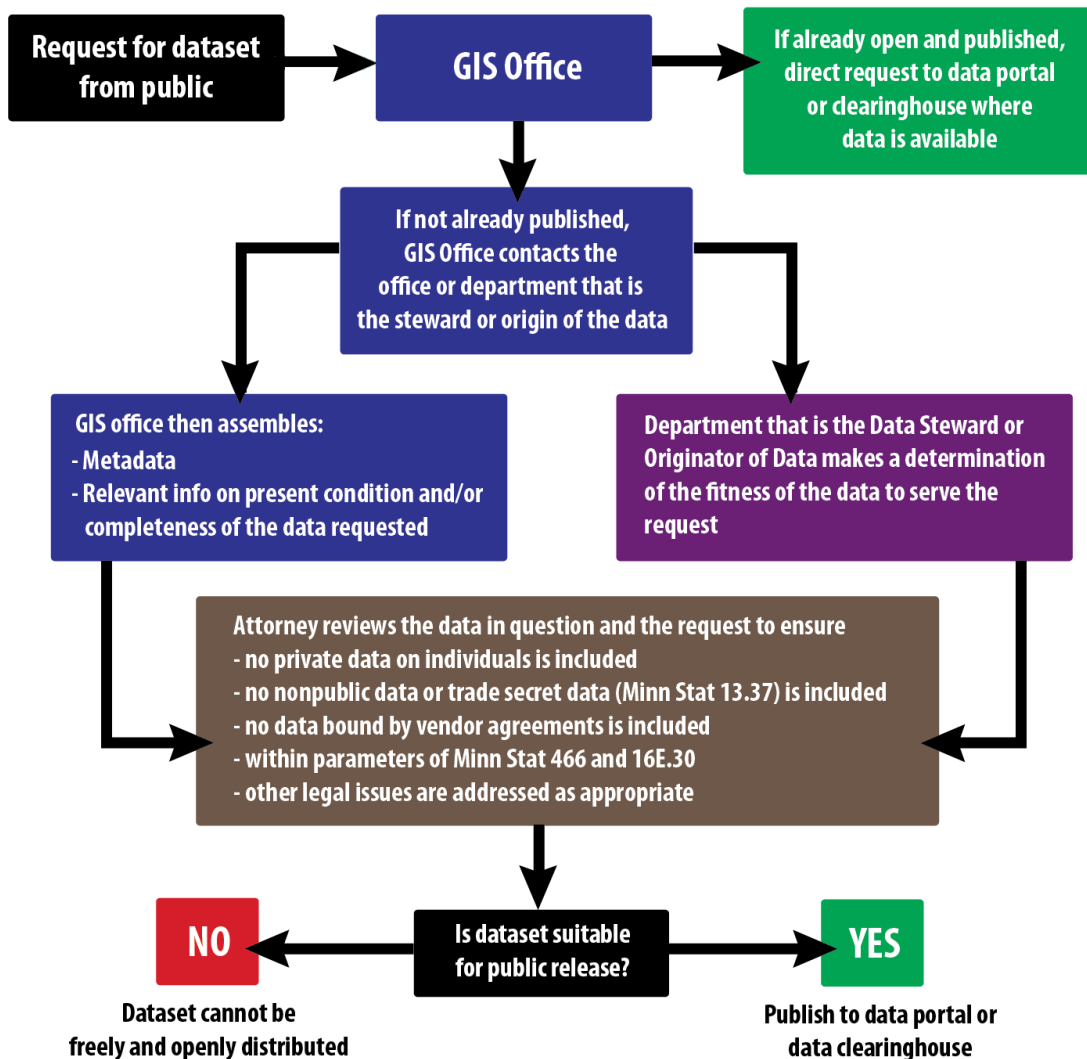 Request for dataset
from public
GIS Office
If already open and published,
direct request to data portal
or clearinghouse where
data is available
If not already published,
GIS Office contacts the
office or department that is
the steward or origin of the data
GIS office then assembles:
- Metadata
- Relevant info on present condition and/or
completeness of the data requested
Department that is the Data Steward or
Originator of Data makes a determination
of the fitness of the data to serve the
request
Attorney reviews the data in question and the request to ensure
- no private data on individuals is included
- no nonpublic data or trade secret data (Minn Stat 13.37) is included
- no data bound by vendor agreements is included
- within parameters of Minn Stat 466 and 16E.30
- other legal issues are addressed as appropriate
Is dataset suitable
for public release?
NO
Dataset cannot be
freely and openly distributed
YES
Publish to data portal or
data clearinghouse